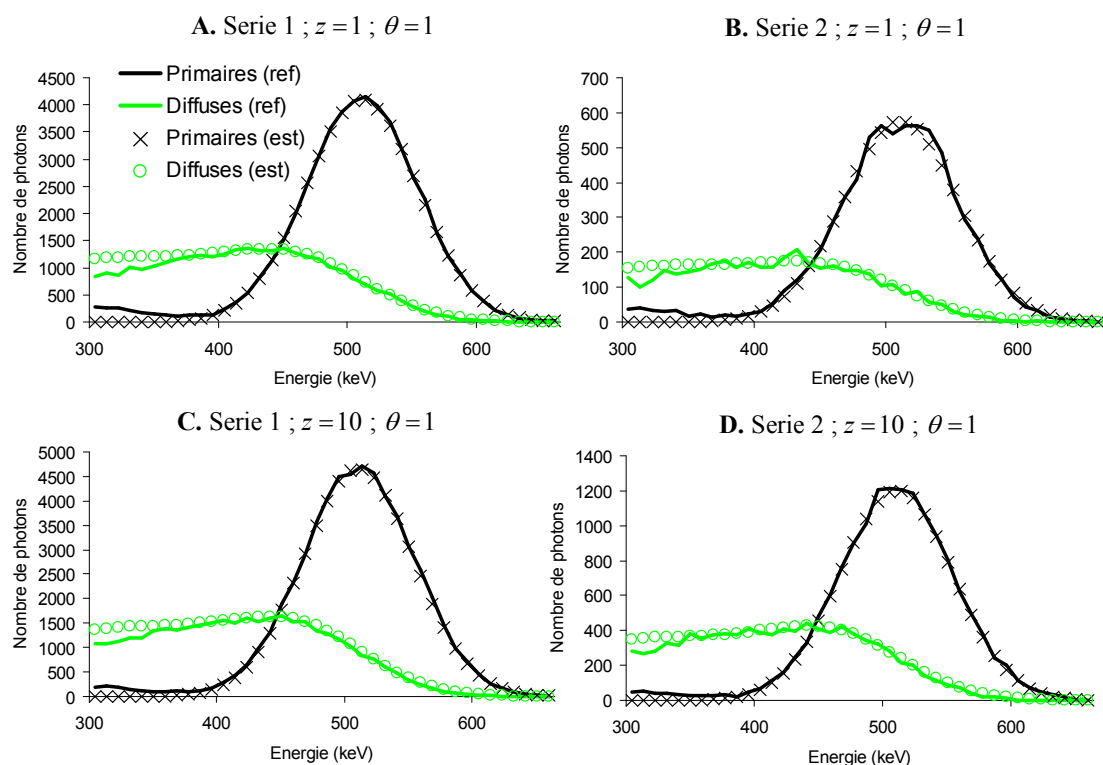 A. Serie 1 ; z = 1 ; θ = 1
Nombre de photons
4500
4000
3500
3000
2500
2000
1500
1000
500
0
Primaires (ref)
Diffuses (ref)
Primaires (est)
Diffuses (est)
300 400 500 600
Energie (keV)
B. Serie 2 ; z = 1 ; θ = 1
Nombre de photons
700
600
500
400
300
200
100
0
300 400 500 600
Energie (keV)
C. Serie 1 ; z = 10 ; θ = 1
Nombre de photons
5000
4500
4000
3500
3000
2500
2000
1500
1000
500
0
300 400 500 600
Energie (keV)
D. Serie 2 ; z = 10 ; θ = 1
Nombre de photons
1400
1200
1000
800
600
400
200
0
300 400 500 600
Energie (keV)